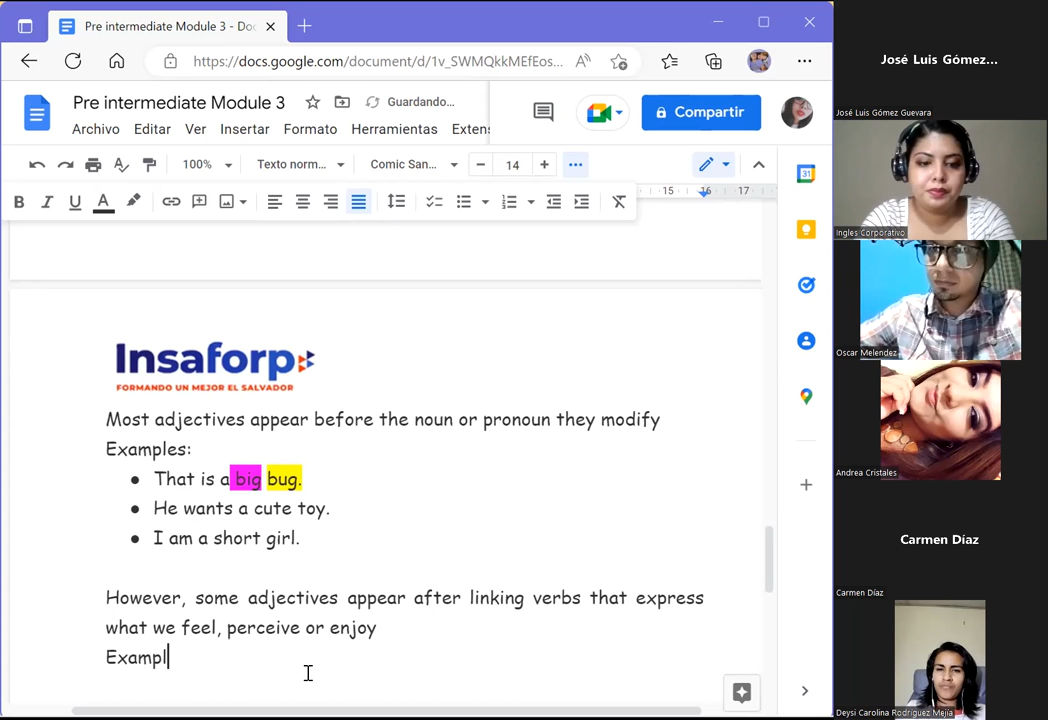 Pre intermediate Module 3 - Doc
https://docs.google.com/document/d/1v_SWMQkkMEfEos...
Pre intermediate Module 3
Guardando...
Compartir
Archivo Editar Ver Insertar Formato Herramientas Extens
100% Texto norm... Comic San... 14
15 16 17
B I U A
31
Insaforp
FORMANDO UN MEJOR EL SALVADOR
Most adjectives appear before the noun or pronoun they modify
Examples:
● That is a big bug.
● He wants a cute toy.
● I am a short girl.
However, some adjectives appear after linking verbs that express
what we feel, perceive or enjoy
Exampl
José Luis Gómez...
José Luis Gómez Guevara
Ingles Corporativo
Oscar Melendez
Andrea Cristales
Carmen Díaz
Carmen Díaz
Deysi Carolina Rodríguez Mejía